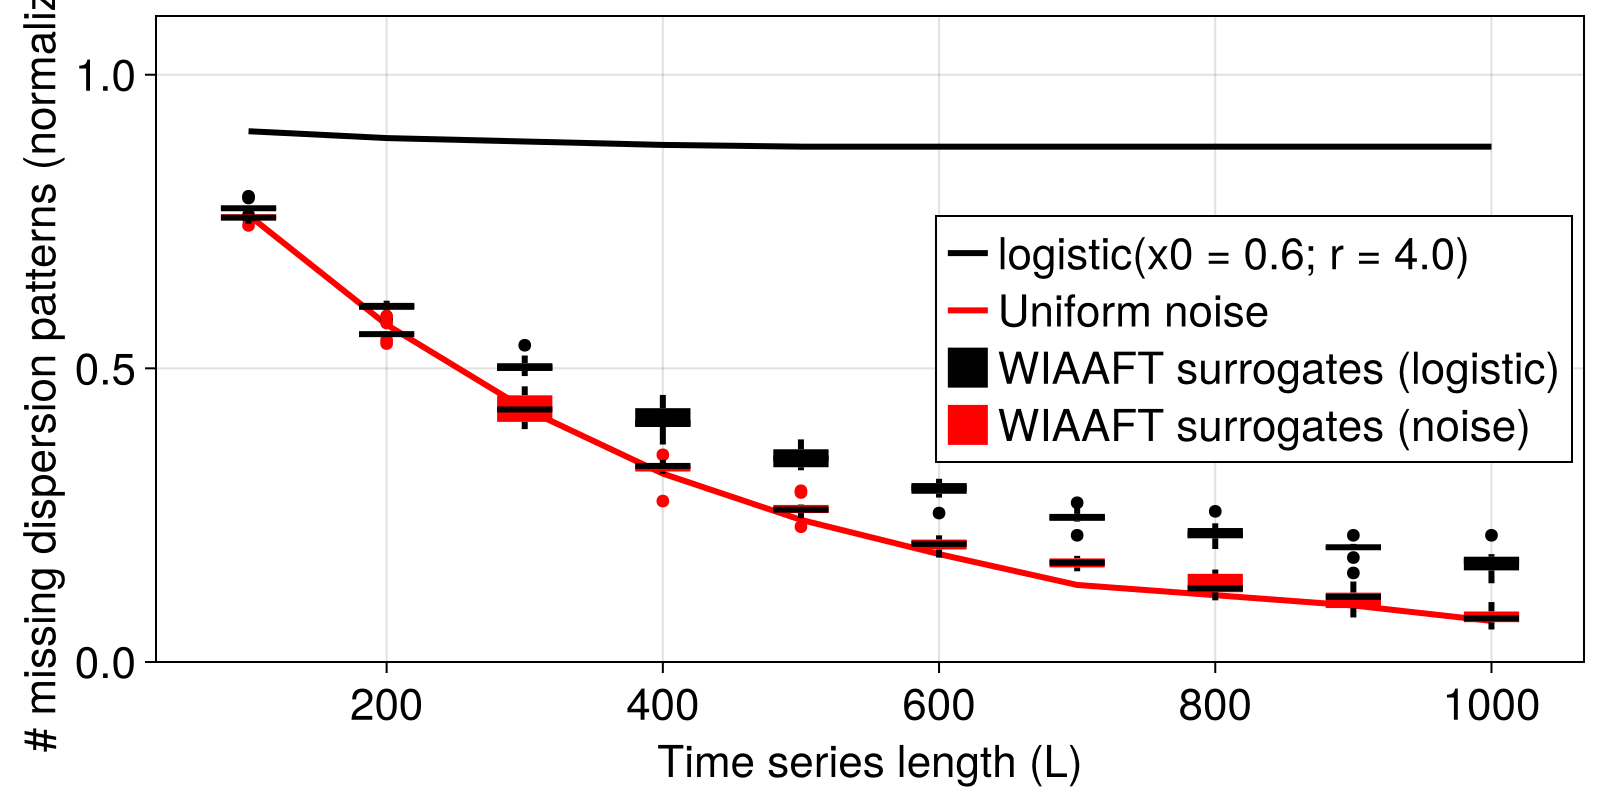 # missing dispersion patterns (normaliz
1.0
0.5
0.0
logistic(x0 = 0.6; r = 4.0)
Uniform noise
WIAAFT surrogates (logistic)
WIAAFT surrogates (noise)
200
400
600
800
1000
Time series length (L)